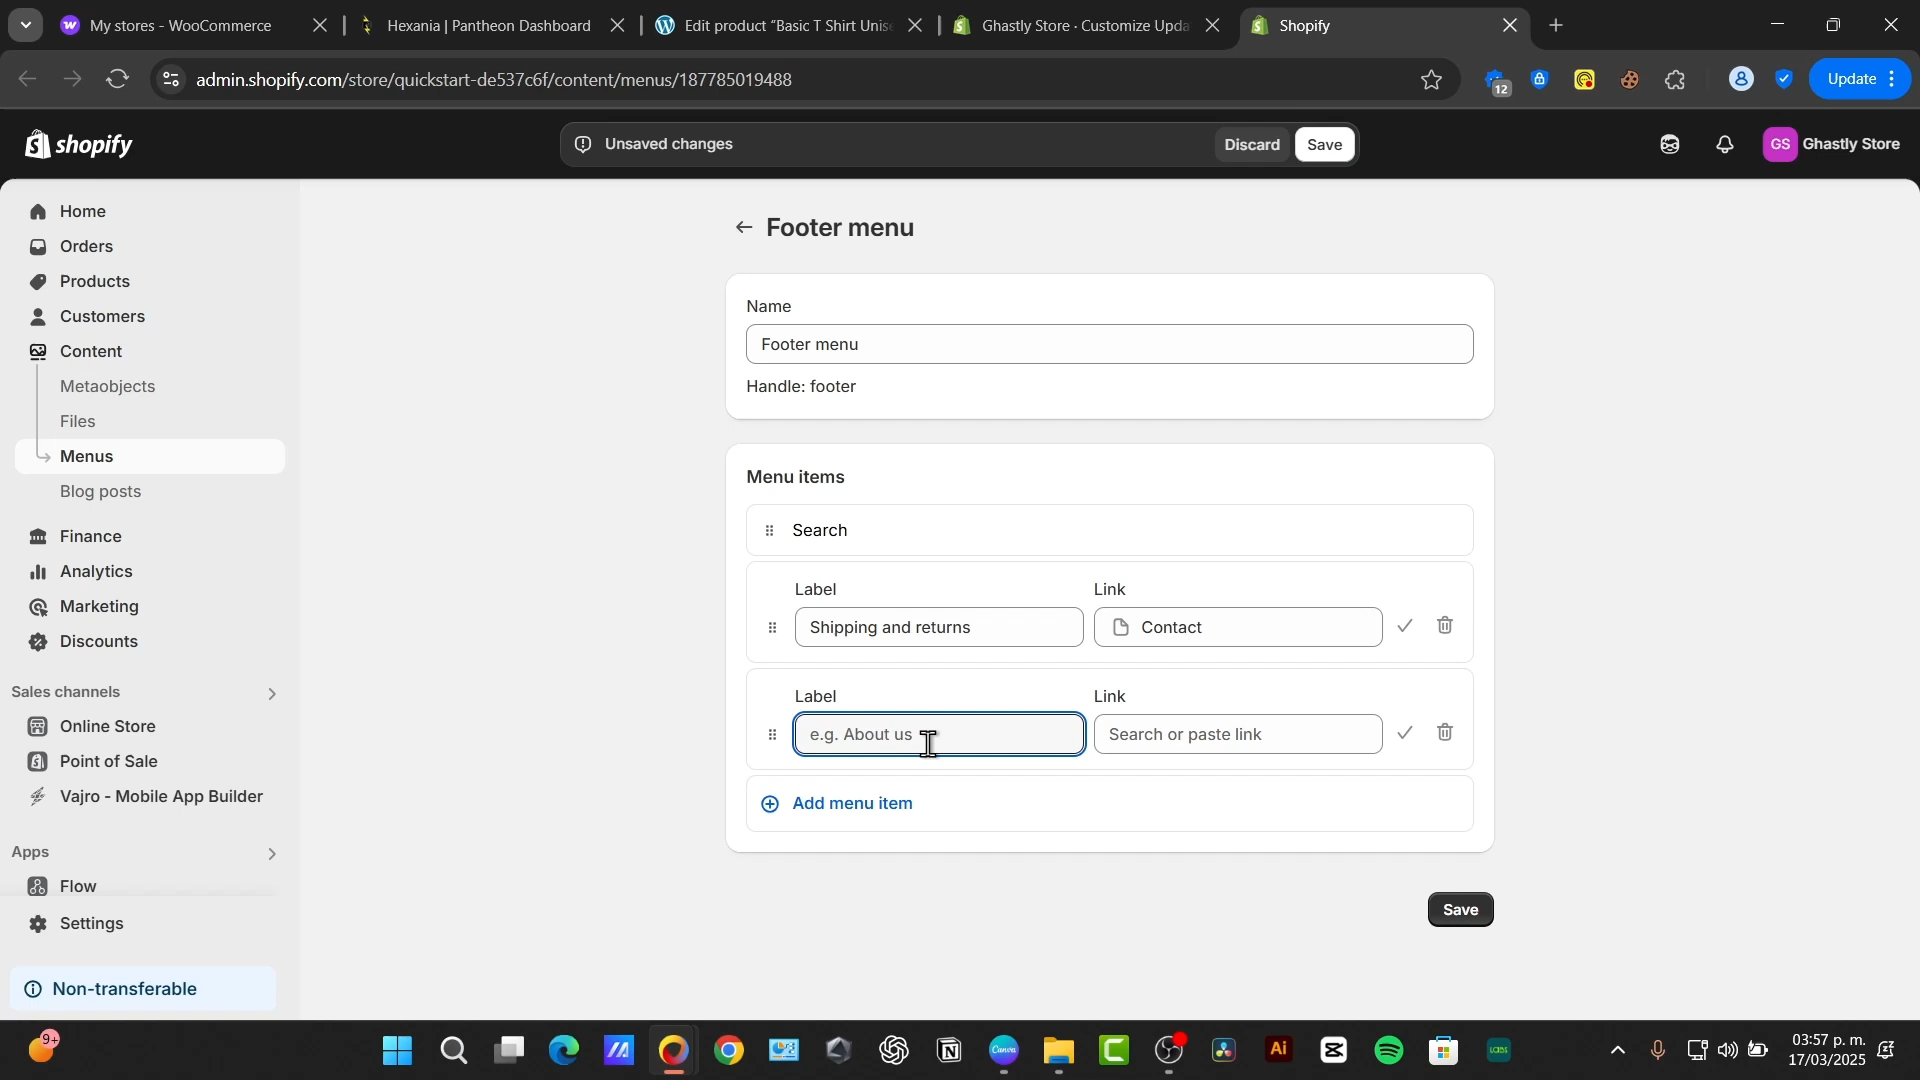 My stores - WooCommerce
Hexania | Pantheon Dashboard
Edit product “Basic T Shirt Unis
Ghastly Store · Customize Upda
Shopify
admin.shopify.com/store/quickstart-de537c6f/content/menus/187785019488
12
Update
shopify
Unsaved changes
Discard
Save
GS
Ghastly Store
Home
Orders
Products
Customers
Content
Metaobjects
Files
Menus
Blog posts
Finance
Analytics
Marketing
Discounts
Sales channels
Online Store
Point of Sale
Vajro - Mobile App Builder
Apps
Flow
Settings
Non-transferable
Footer menu
Name
Footer menu
Handle: footer
Menu items
Search
Label
Link
Shipping and returns
Contact
Label
Link
e.g. About us
Search or paste link
Add menu item
Save
9+
Canva
Ai
03:57 p. m.
17/03/2025